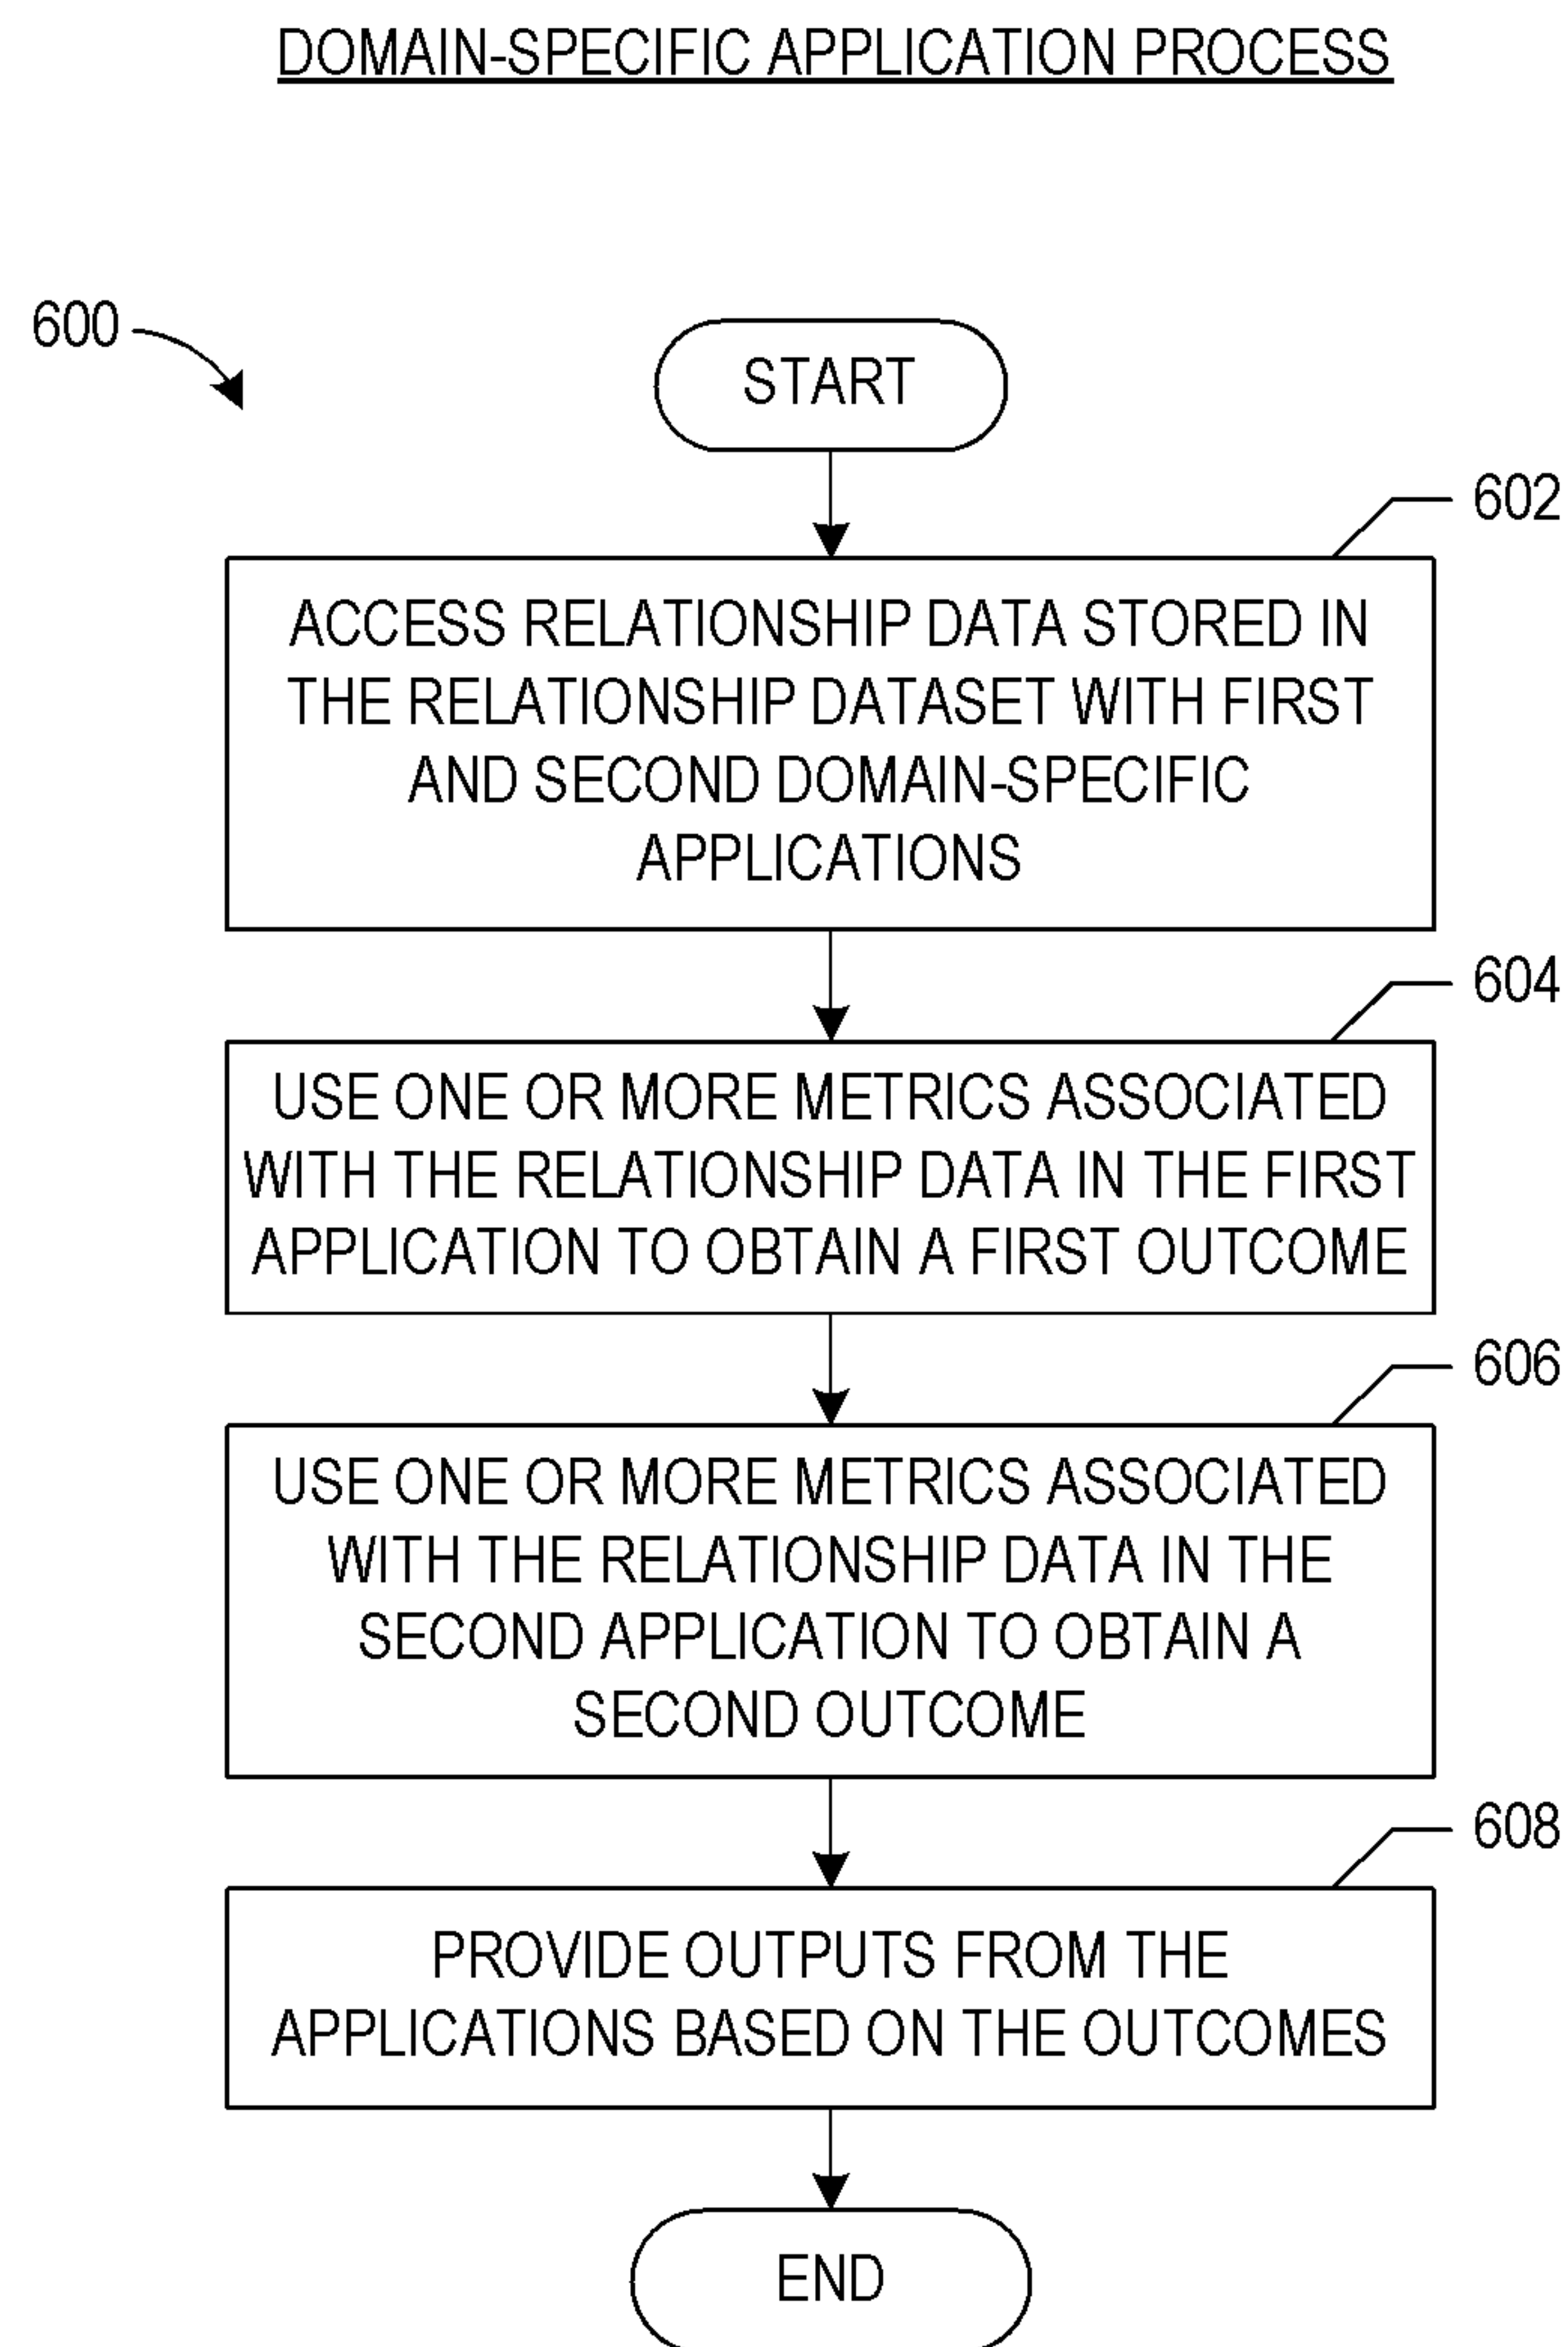 DOMAIN-SPECIFIC APPLICATION PROCESS
600
START
602
ACCESS RELATIONSHIP DATA STORED IN
THE RELATIONSHIP DATASET WITH FIRST
AND SECOND DOMAIN-SPECIFIC
APPLICATIONS
604
USE ONE OR MORE METRICS ASSOCIATED
WITH THE RELATIONSHIP DATA IN THE FIRST
APPLICATION TO OBTAIN A FIRST OUTCOME
606
USE ONE OR MORE METRICS ASSOCIATED
WITH THE RELATIONSHIP DATA IN THE
SECOND APPLICATION TO OBTAIN A
SECOND OUTCOME
608
PROVIDE OUTPUTS FROM THE
APPLICATIONS BASED ON THE OUTCOMES
END